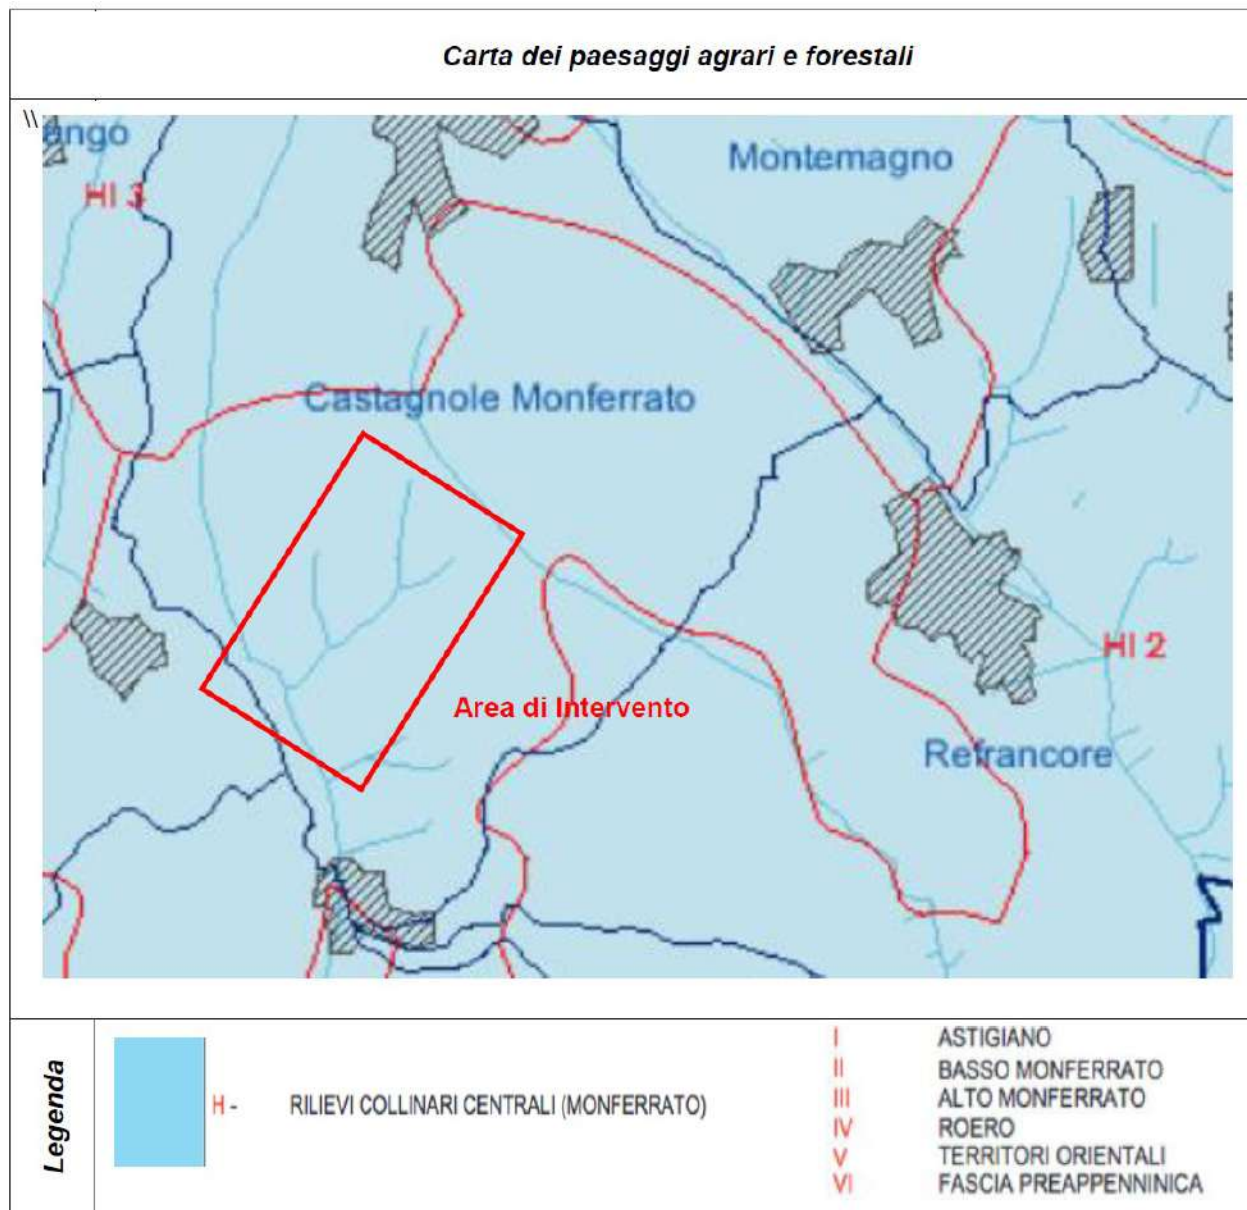 Carta dei paesaggi agrari e forestali
\\
ango
HI 3
Montemagno
Castagnole Monferrato
HI 2
Area di Intervento
Refrancore
Legenda
H - RILIEVI COLLINARI CENTRALI (MONFERRATO)
I ASTIGIANO
II BASSO MONFERRATO
III ALTO MONFERRATO
IV ROERO
V TERRITORI ORIENTALI
VI FASCIA PREAPPENNINICA